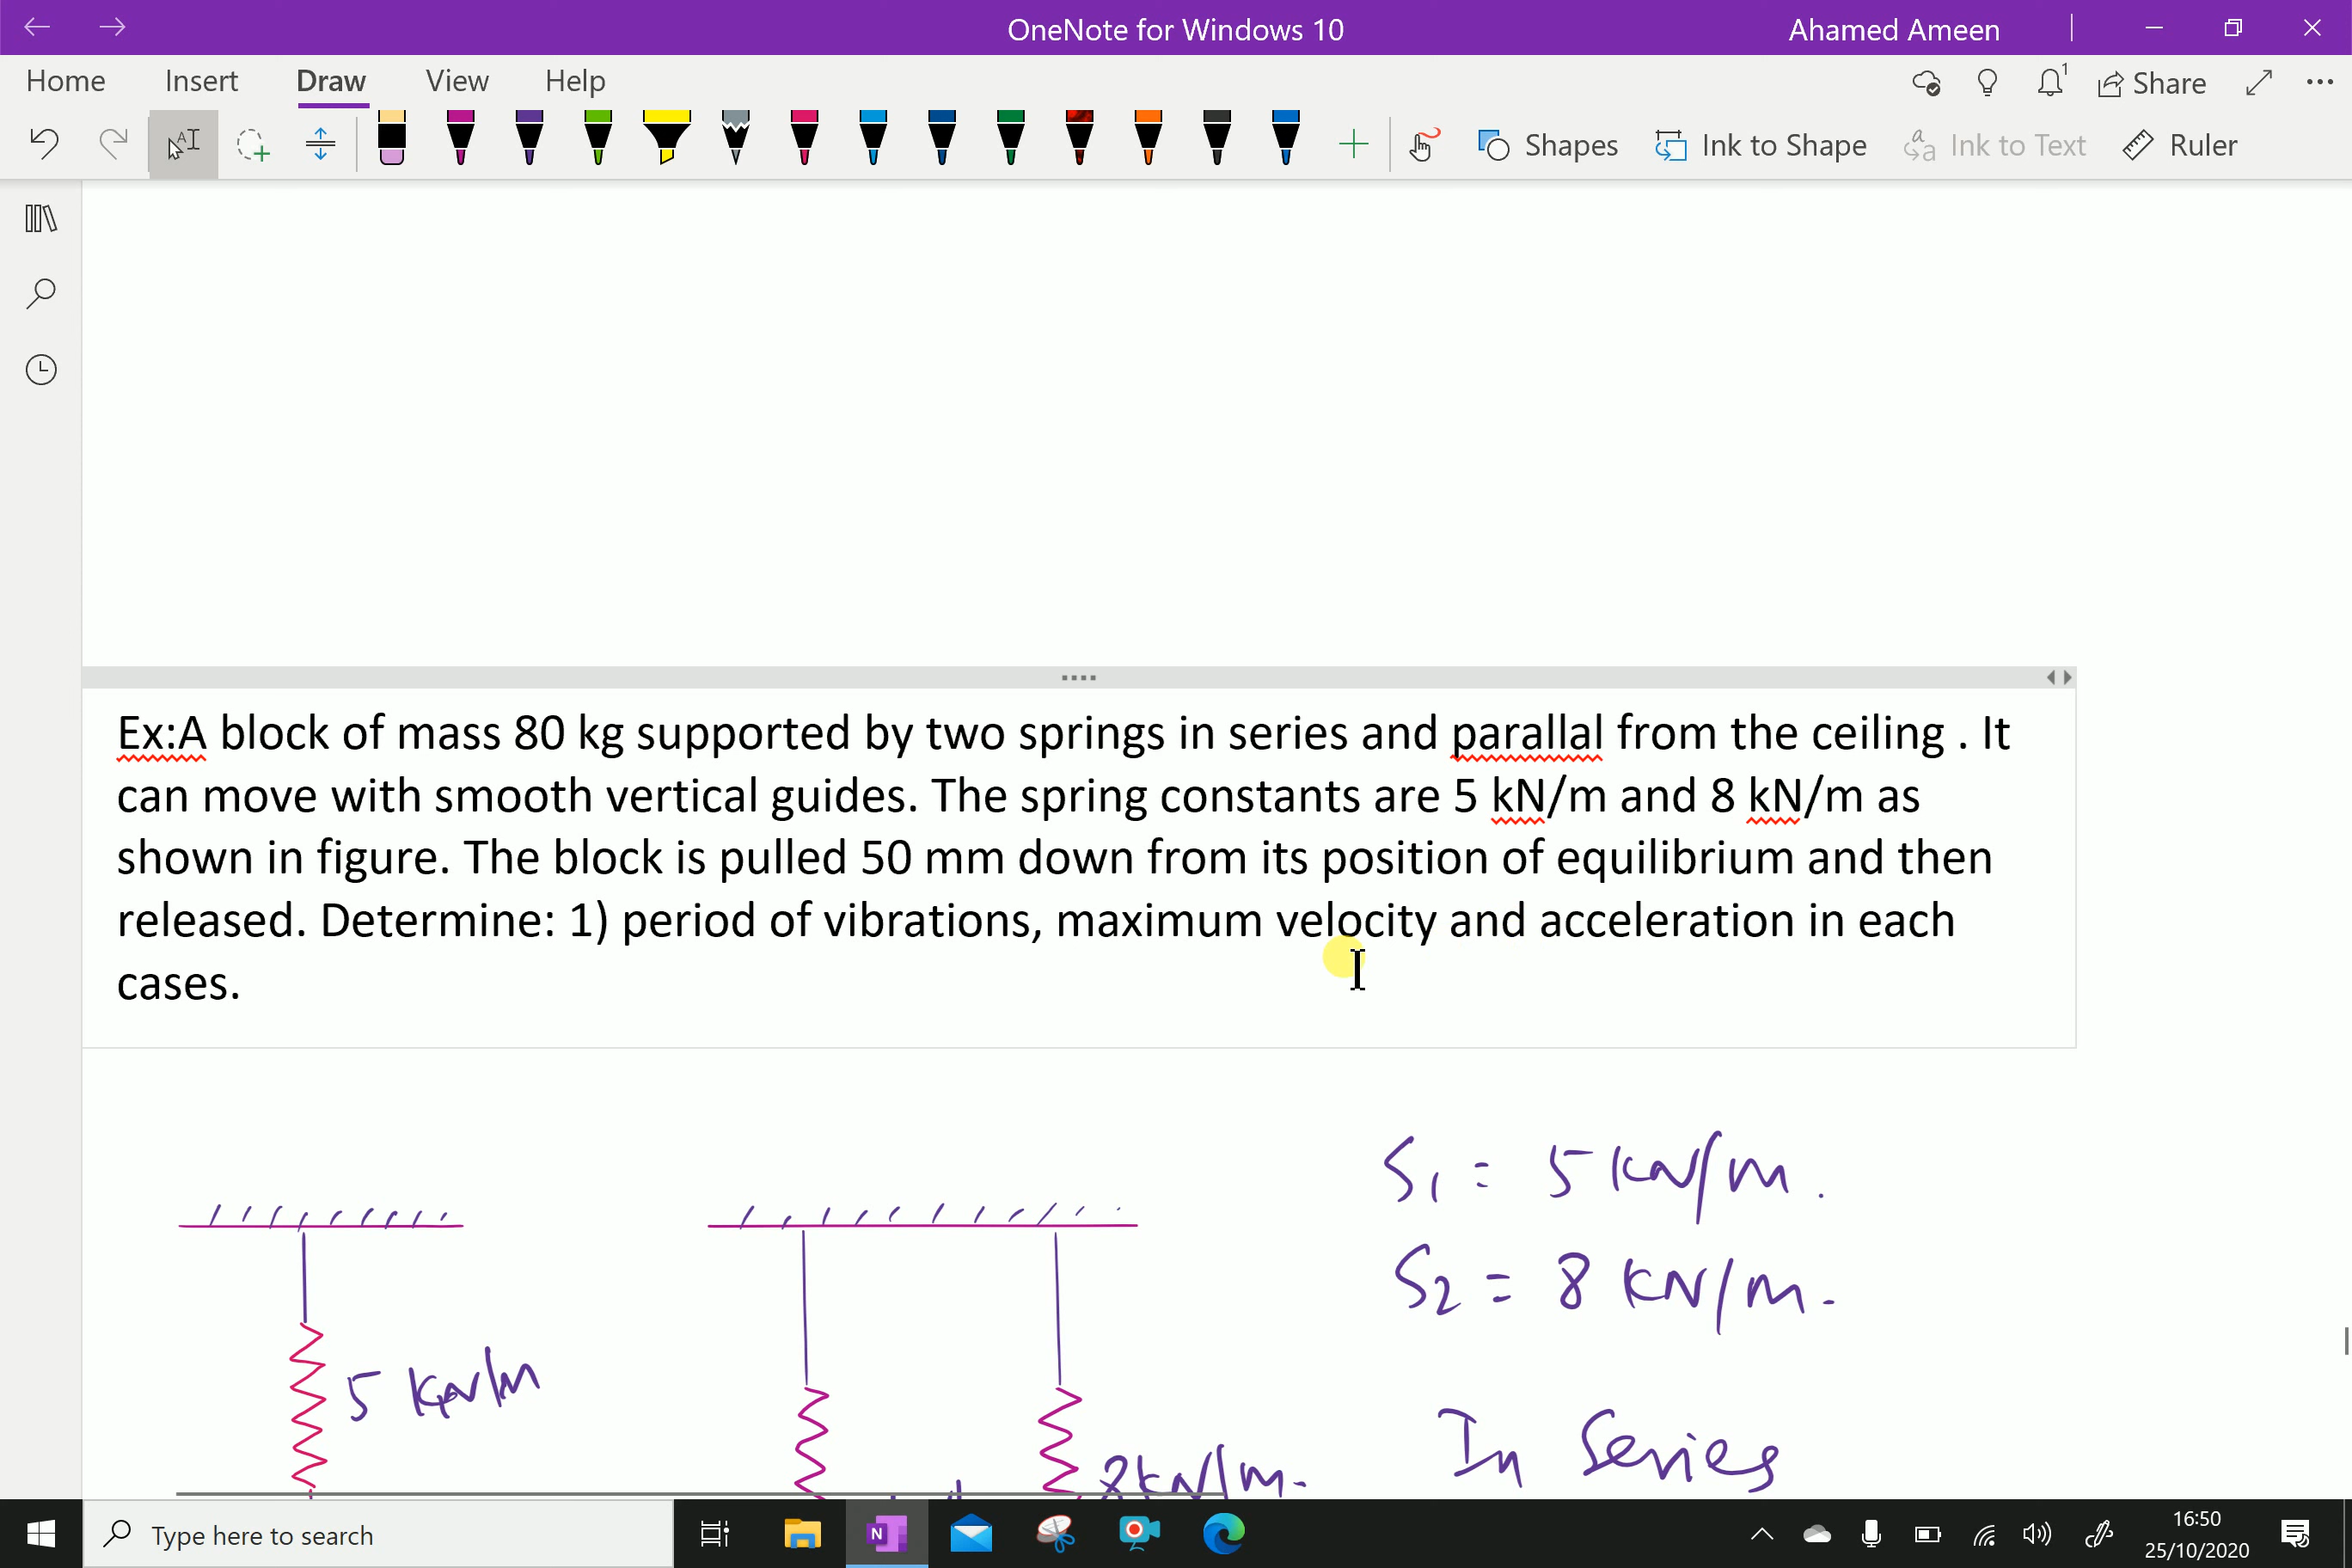 OneNote for Windows 10
Ahamed Ameen
Home Insert Draw View Help
1
Share
Shapes Ink to Shape Ink to Text Ruler
Ex:A block of mass 80 kg supported by two springs in series and parallal from the ceiling . It
can move with smooth vertical guides. The spring constants are 5 kN/m and 8 kN/m as
shown in figure. The block is pulled 50 mm down from its position of equilibrium and then
released. Determine: 1) period of vibrations, maximum velocity and acceleration in each
cases.
S1 = 5 kN/m.
S2 = 8 kN/m.
5 kN/m
8kN/m.
In Series
Type here to search
N
16:50
25/10/2020